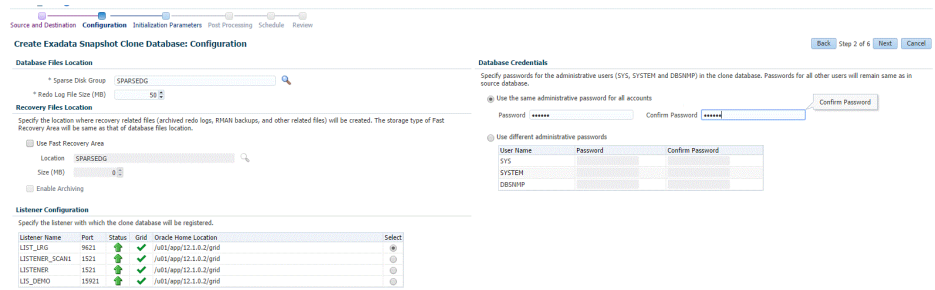 Source and Destination Configuration Initialization Parameters Post Processing Schedule Review
Create Exadata Snapshot Clone Database: Configuration
Back Step 2 of 6 Next Cancel
Database Files Location
* Sparse Disk Group SPARSEDG
* Redo Log File Size (MB) 50
Recovery Files Location
Specify the location where recovery related files (archived redo logs, RMAN backups, and other related files) will be created. The storage type of Fast
Recovery Area will be same as that of database files location.
Use Fast Recovery Area
Location SPARSEDG
Size (MB) 0
Enable Archiving
Listener Configuration
Specify the listener with which the clone database will be registered.
Listener Name Port Status Grid Oracle Home Location Select
LIST_LRG 9621 /u01/app/12.1.0.2/grid
LISTENER_SCAN1 1521 /u01/app/12.1.0.2/grid
LISTENER 1521 /u01/app/12.1.0.2/grid
LIS_DEMO 15921 /u01/app/12.1.0.2/grid
Database Credentials
Specify passwords for the administrative users (SYS, SYSTEM and DBSNMP) in the clone database. Passwords for all other users will remain same as in
source database.
Use the same administrative password for all accounts
Confirm Password
Password •••••• Confirm Password ••••••
Use different administrative passwords
User Name Password Confirm Password
SYS
SYSTEM
DBSNMP